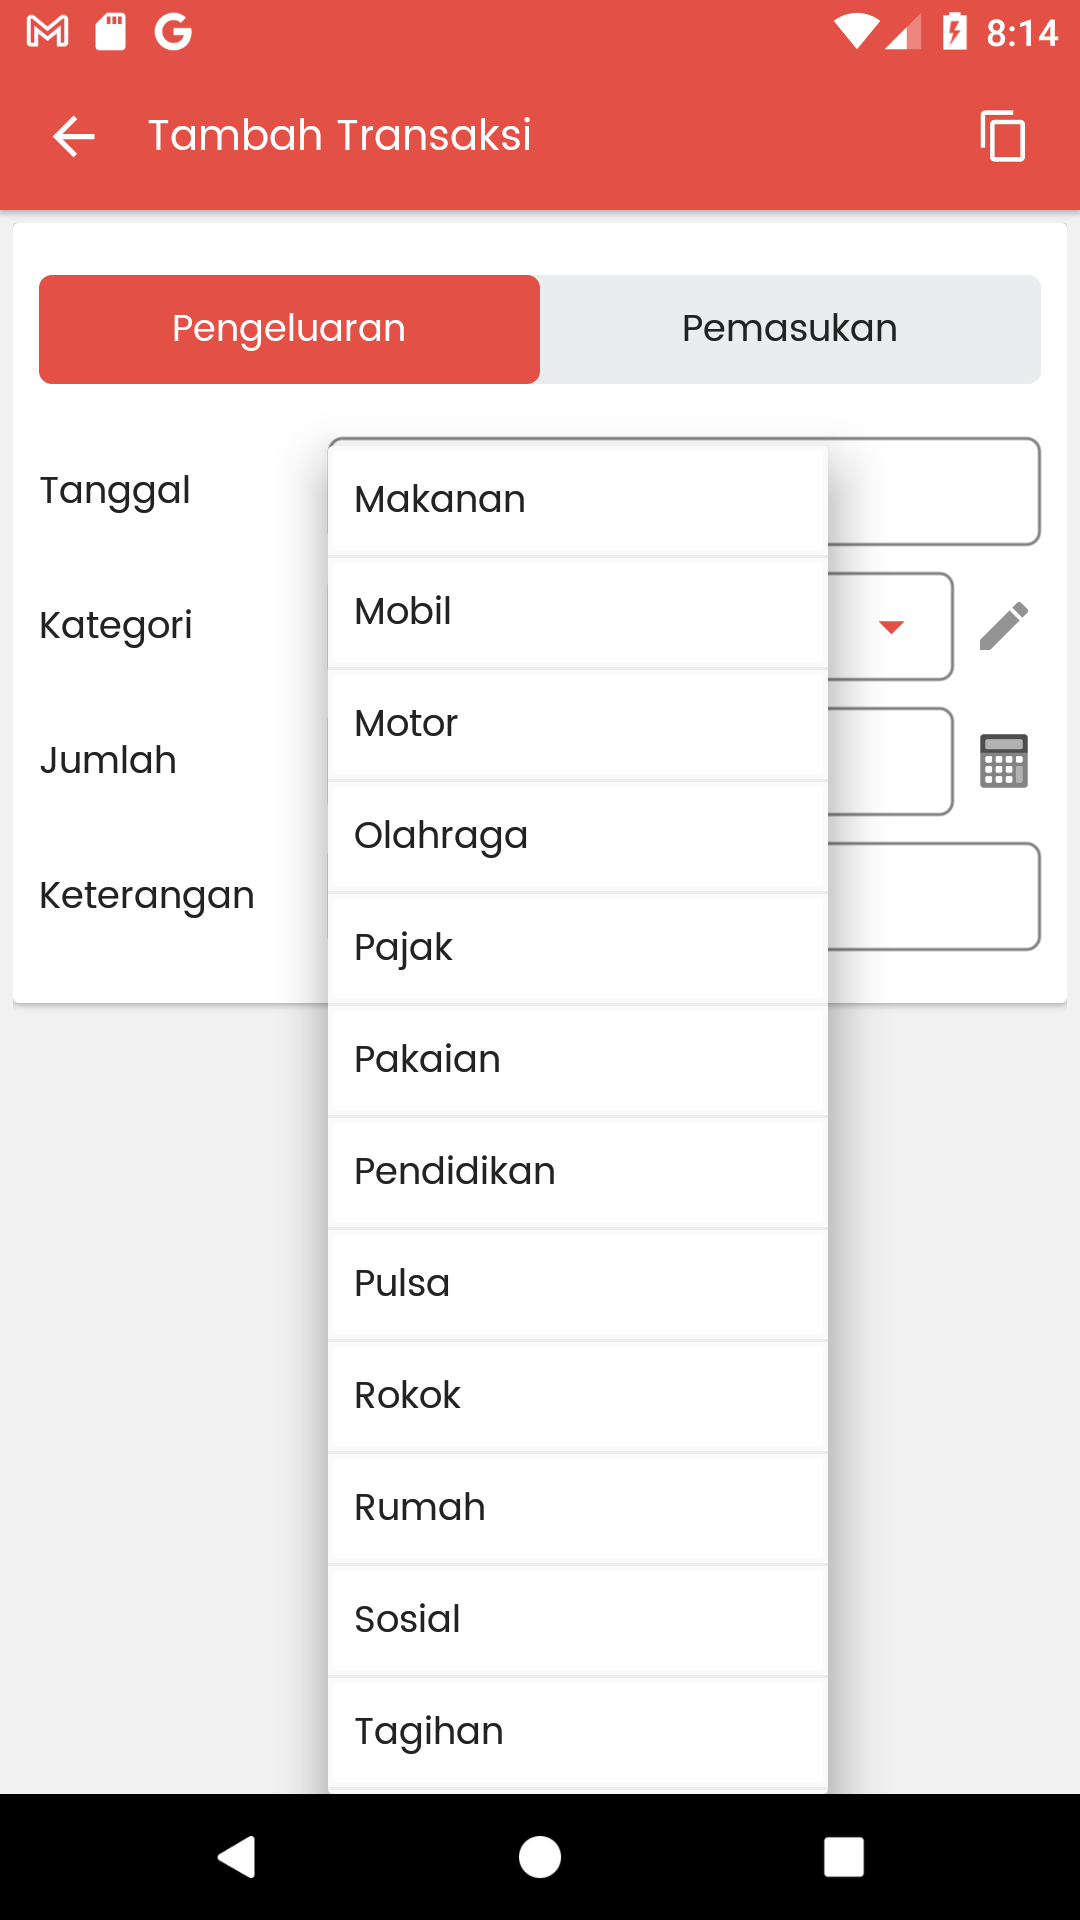 8:14
Tambah Transaksi
Pengeluaran
Pemasukan
Tanggal
Kategori
Jumlah
Keterangan
Makanan
Mobil
Motor
Olahraga
Pajak
Pakaian
Pendidikan
Pulsa
Rokok
Rumah
Sosial
Tagihan